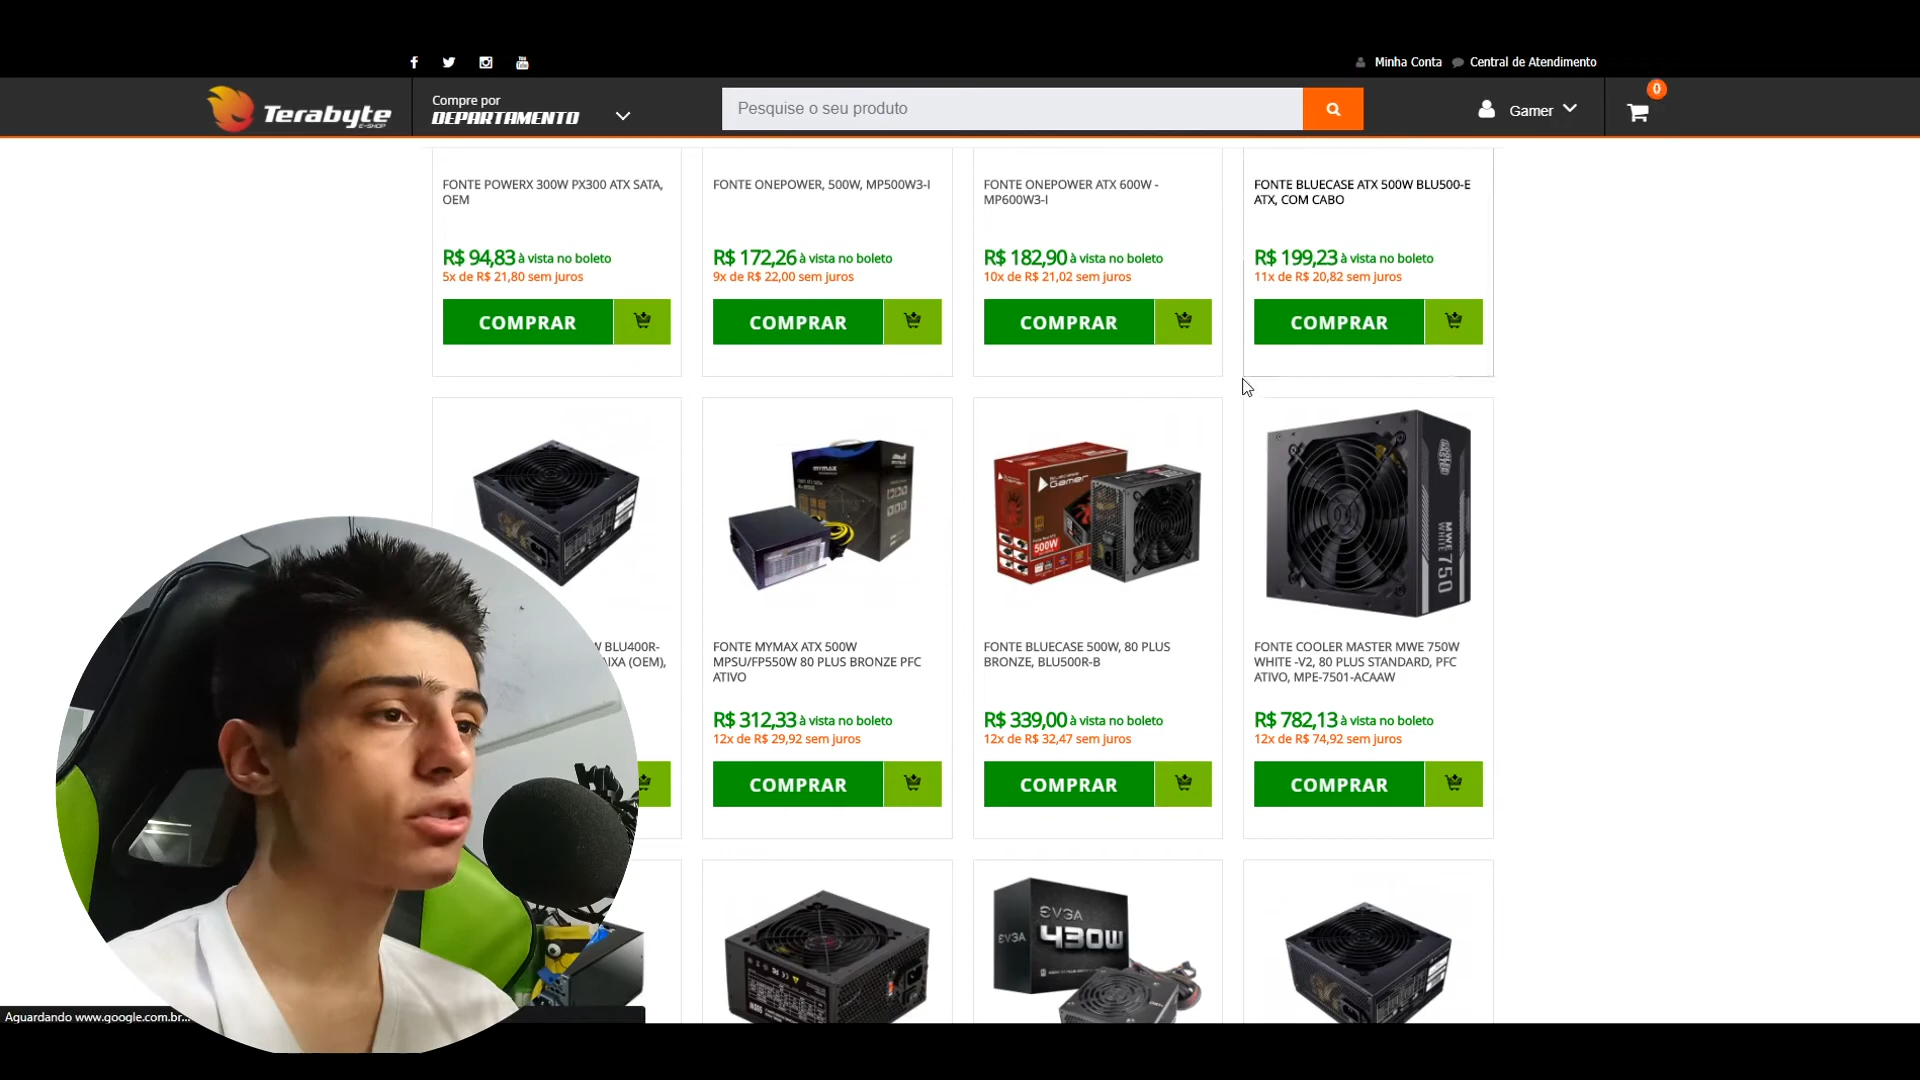 Minha Conta
Central de Atendimento
Terabyte
E-SHOP
Compre por
DEPARTAMENTO
Pesquise o seu produto
Gamer
0
FONTE POWERX 300W PX300 ATX SATA,
OEM
R$ 94,83 à vista no boleto
5x de R$ 21,80 sem juros
COMPRAR
FONTE ONEPOWER, 500W, MP500W3-I
R$ 172,26 à vista no boleto
9x de R$ 22,00 sem juros
COMPRAR
FONTE ONEPOWER ATX 600W -
MP600W3-I
R$ 182,90 à vista no boleto
10x de R$ 21,02 sem juros
COMPRAR
FONTE BLUECASE ATX 500W BLU500-E
ATX, COM CABO
R$ 199,23 à vista no boleto
11x de R$ 20,82 sem juros
COMPRAR
BLU400R-
(OEM),
MYMAX
FONTE MYMAX ATX 500W
MPSU/FP550W 80 PLUS BRONZE PFC
ATIVO
R$ 312,33 à vista no boleto
12x de R$ 29,92 sem juros
COMPRAR
BLUECASE
Gamer
500W
FONTE BLUECASE 500W, 80 PLUS
BRONZE, BLU500R-B
R$ 339,00 à vista no boleto
12x de R$ 32,47 sem juros
COMPRAR
MWE 750
WHITE
FONTE COOLER MASTER MWE 750W
WHITE -V2, 80 PLUS STANDARD, PFC
ATIVO, MPE-7501-ACAAW
R$ 782,13 à vista no boleto
12x de R$ 74,92 sem juros
COMPRAR
EVGA
EVGA
430W
Aguardando www.google.com.br...